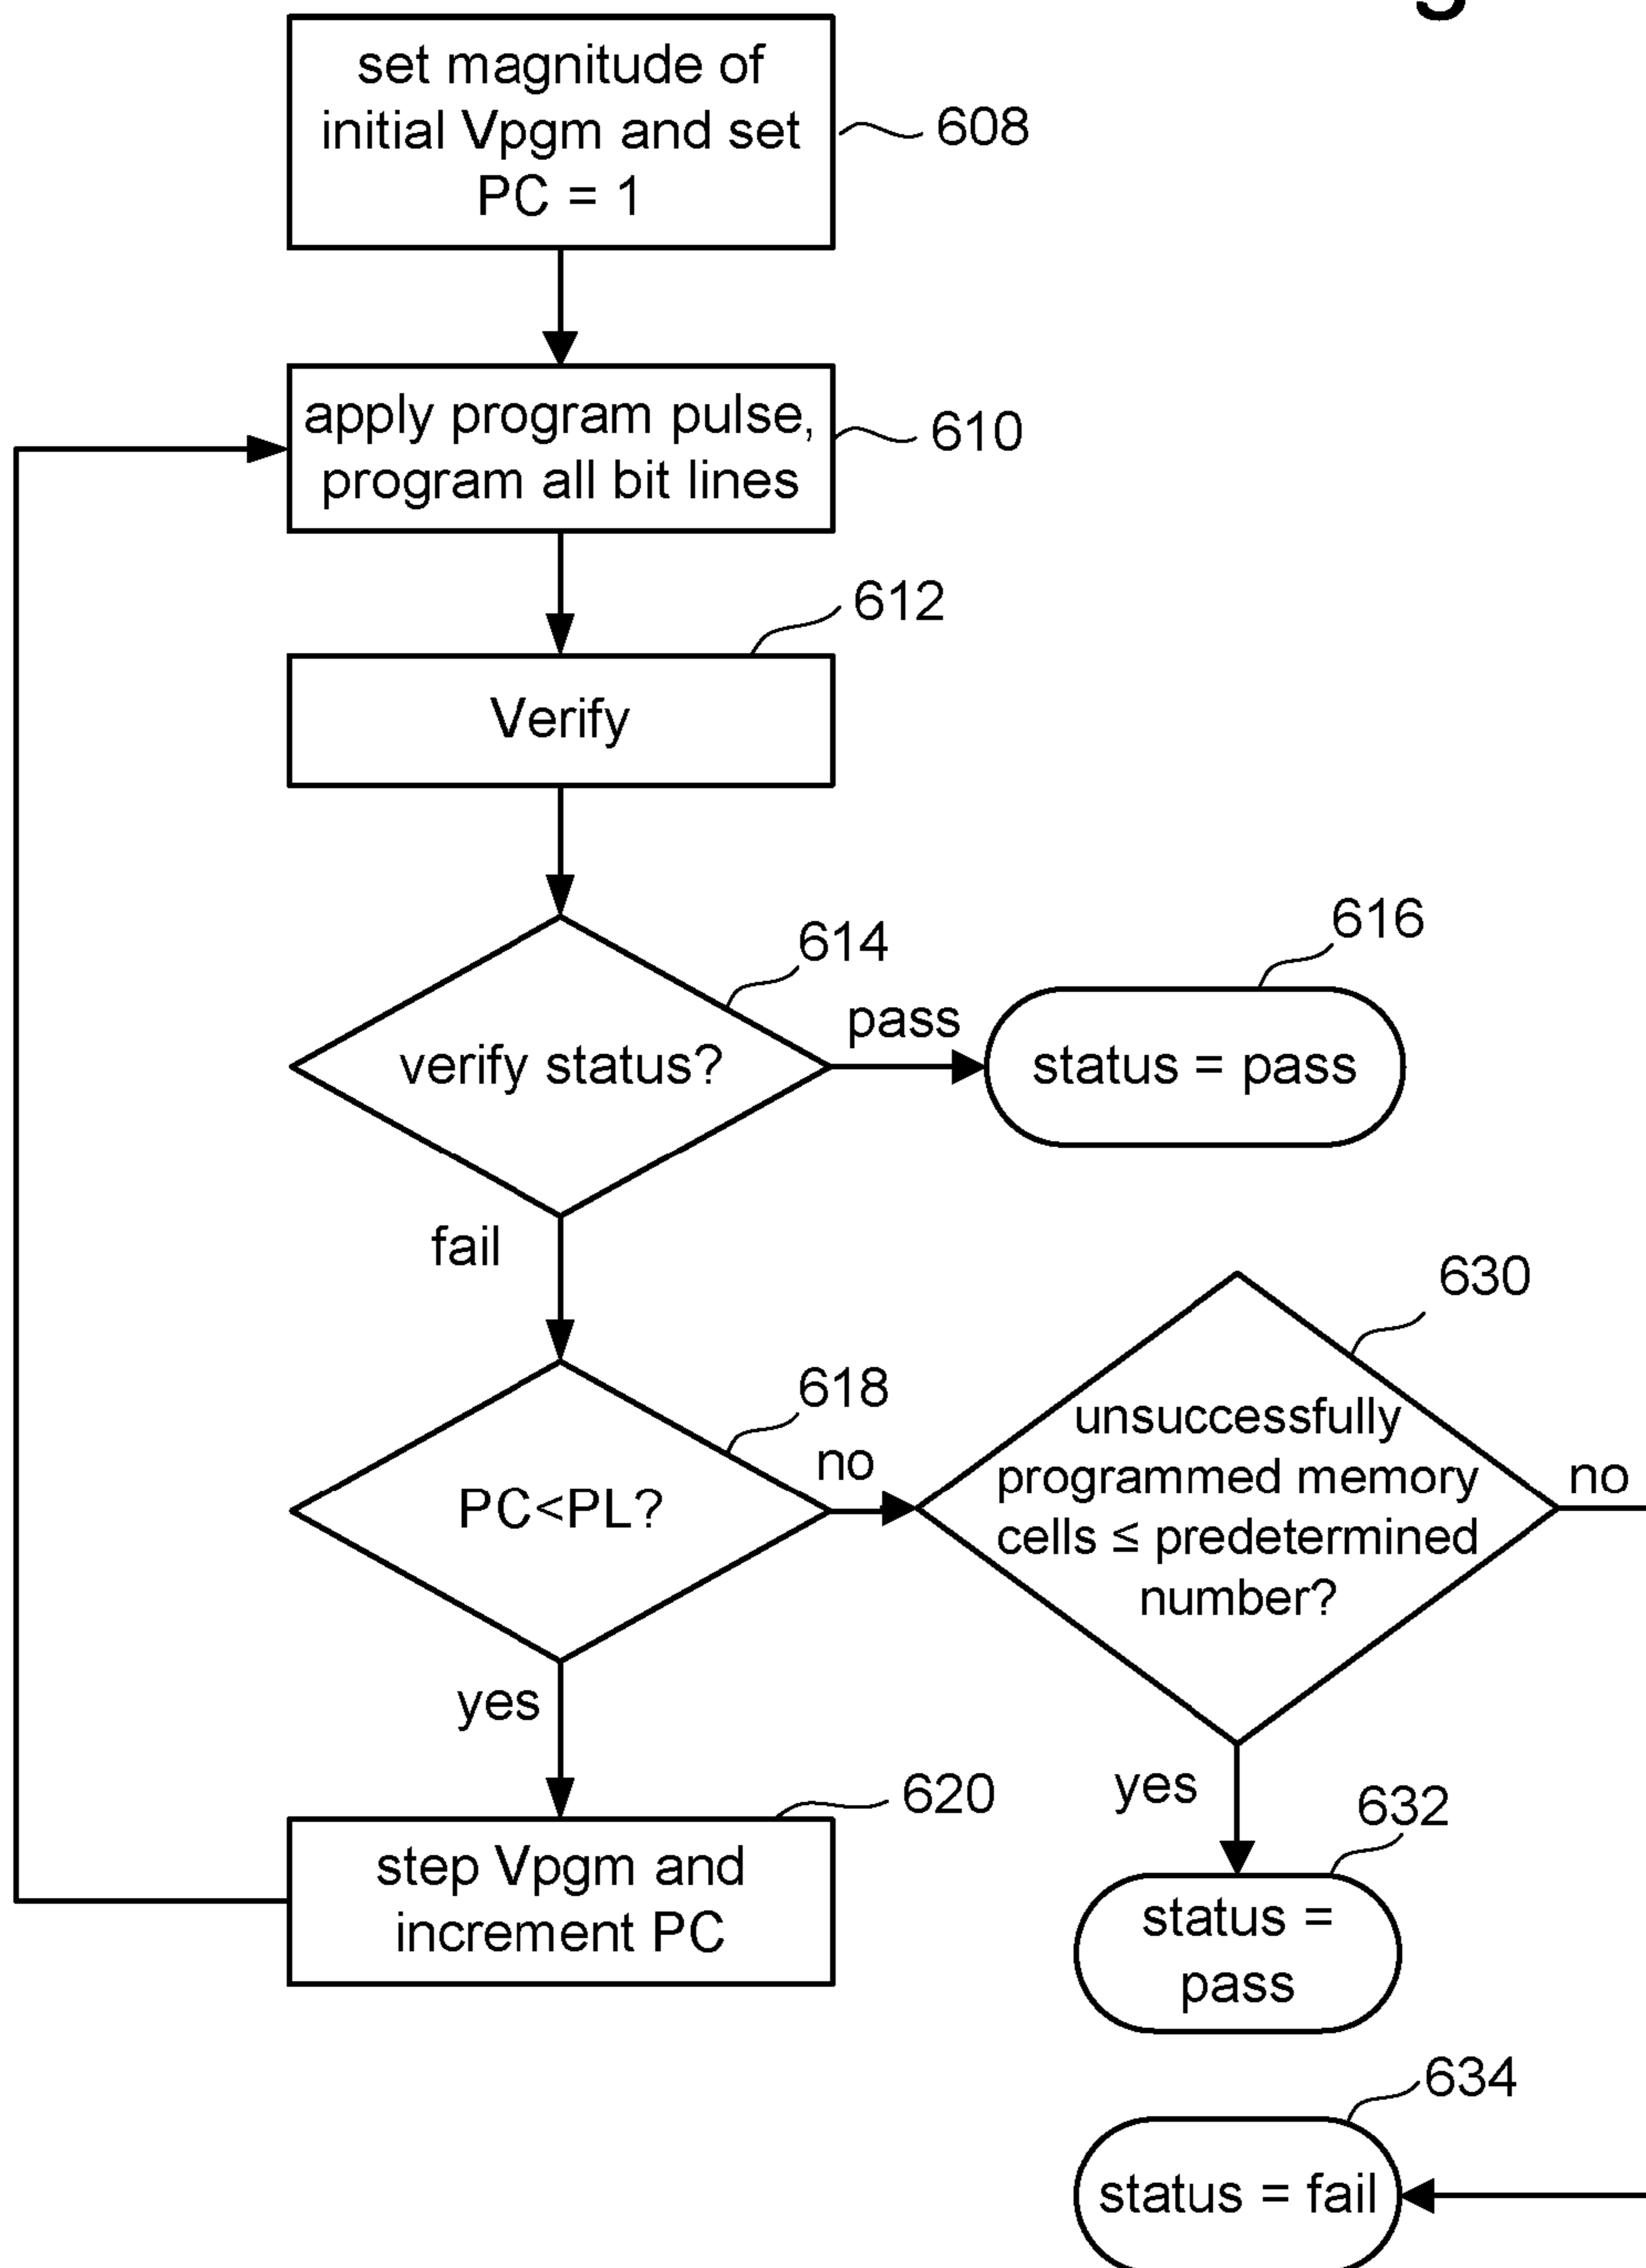 set magnitude of
initial Vpgm and set
PC = 1
608
apply program pulse,
program all bit lines
610
612
Verify
614
verify status?
pass
616
status = pass
fail
618
PC<PL?
no
630
unsuccessfully
programmed memory
cells ≤ predetermined
number?
no
yes
620
step Vpgm and
increment PC
yes
632
status =
pass
634
status = fail